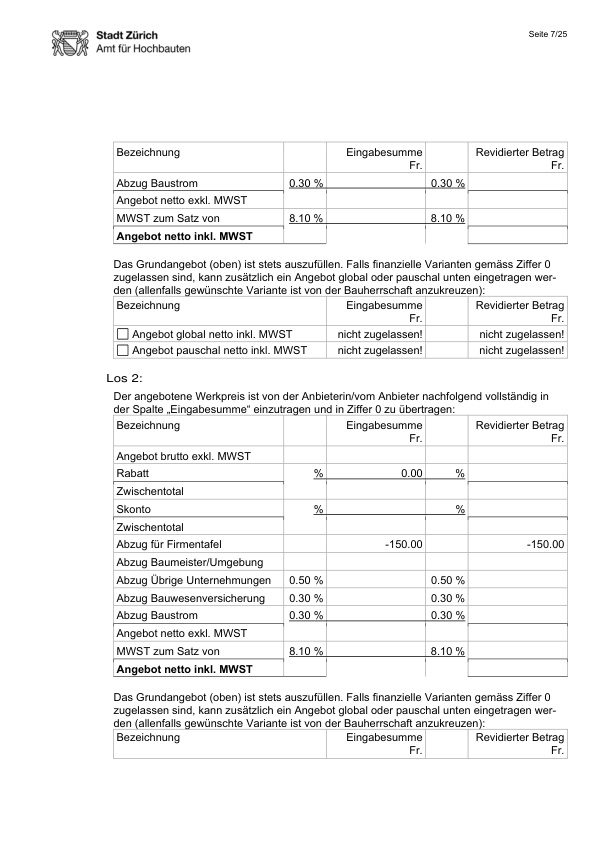 Stadt Zürich
Amt für Hochbauten
Seite 7/25
Bezeichnung Eingabesumme Revidierter Betrag
Fr. Fr.
Abzug Baustrom 0.30 % 0.30 %
Angebot netto exkl. MWST
MWST zum Satz von 8.10 % 8.10 %
Angebot netto inkl. MWST
Das Grundangebot (oben) ist stets auszufüllen. Falls finanzielle Varianten gemäss Ziffer 0
zugelassen sind, kann zusätzlich ein Angebot global oder pauschal unten eingetragen wer-
den (allenfalls gewünschte Variante ist von der Bauherrschaft anzukreuzen):
Bezeichnung Eingabesumme Revidierter Betrag
Fr. Fr.
Angebot global netto inkl. MWST nicht zugelassen! nicht zugelassen!
Angebot pauschal netto inkl. MWST nicht zugelassen! nicht zugelassen!
Los 2:
Der angebotene Werkpreis ist von der Anbieterin/vom Anbieter nachfolgend vollständig in
der Spalte „Eingabesumme“ einzutragen und in Ziffer 0 zu übertragen:
Bezeichnung Eingabesumme Revidierter Betrag
Fr. Fr.
Angebot brutto exkl. MWST
Rabatt % 0.00 %
Zwischentotal
Skonto % %
Zwischentotal
Abzug für Firmentafel -150.00 -150.00
Abzug Baumeister/Umgebung
Abzug Übrige Unternehmungen 0.50 % 0.50 %
Abzug Bauwesenversicherung 0.30 % 0.30 %
Abzug Baustrom 0.30 % 0.30 %
Angebot netto exkl. MWST
MWST zum Satz von 8.10 % 8.10 %
Angebot netto inkl. MWST
Das Grundangebot (oben) ist stets auszufüllen. Falls finanzielle Varianten gemäss Ziffer 0
zugelassen sind, kann zusätzlich ein Angebot global oder pauschal unten eingetragen wer-
den (allenfalls gewünschte Variante ist von der Bauherrschaft anzukreuzen):
Bezeichnung Eingabesumme Revidierter Betrag
Fr. Fr.